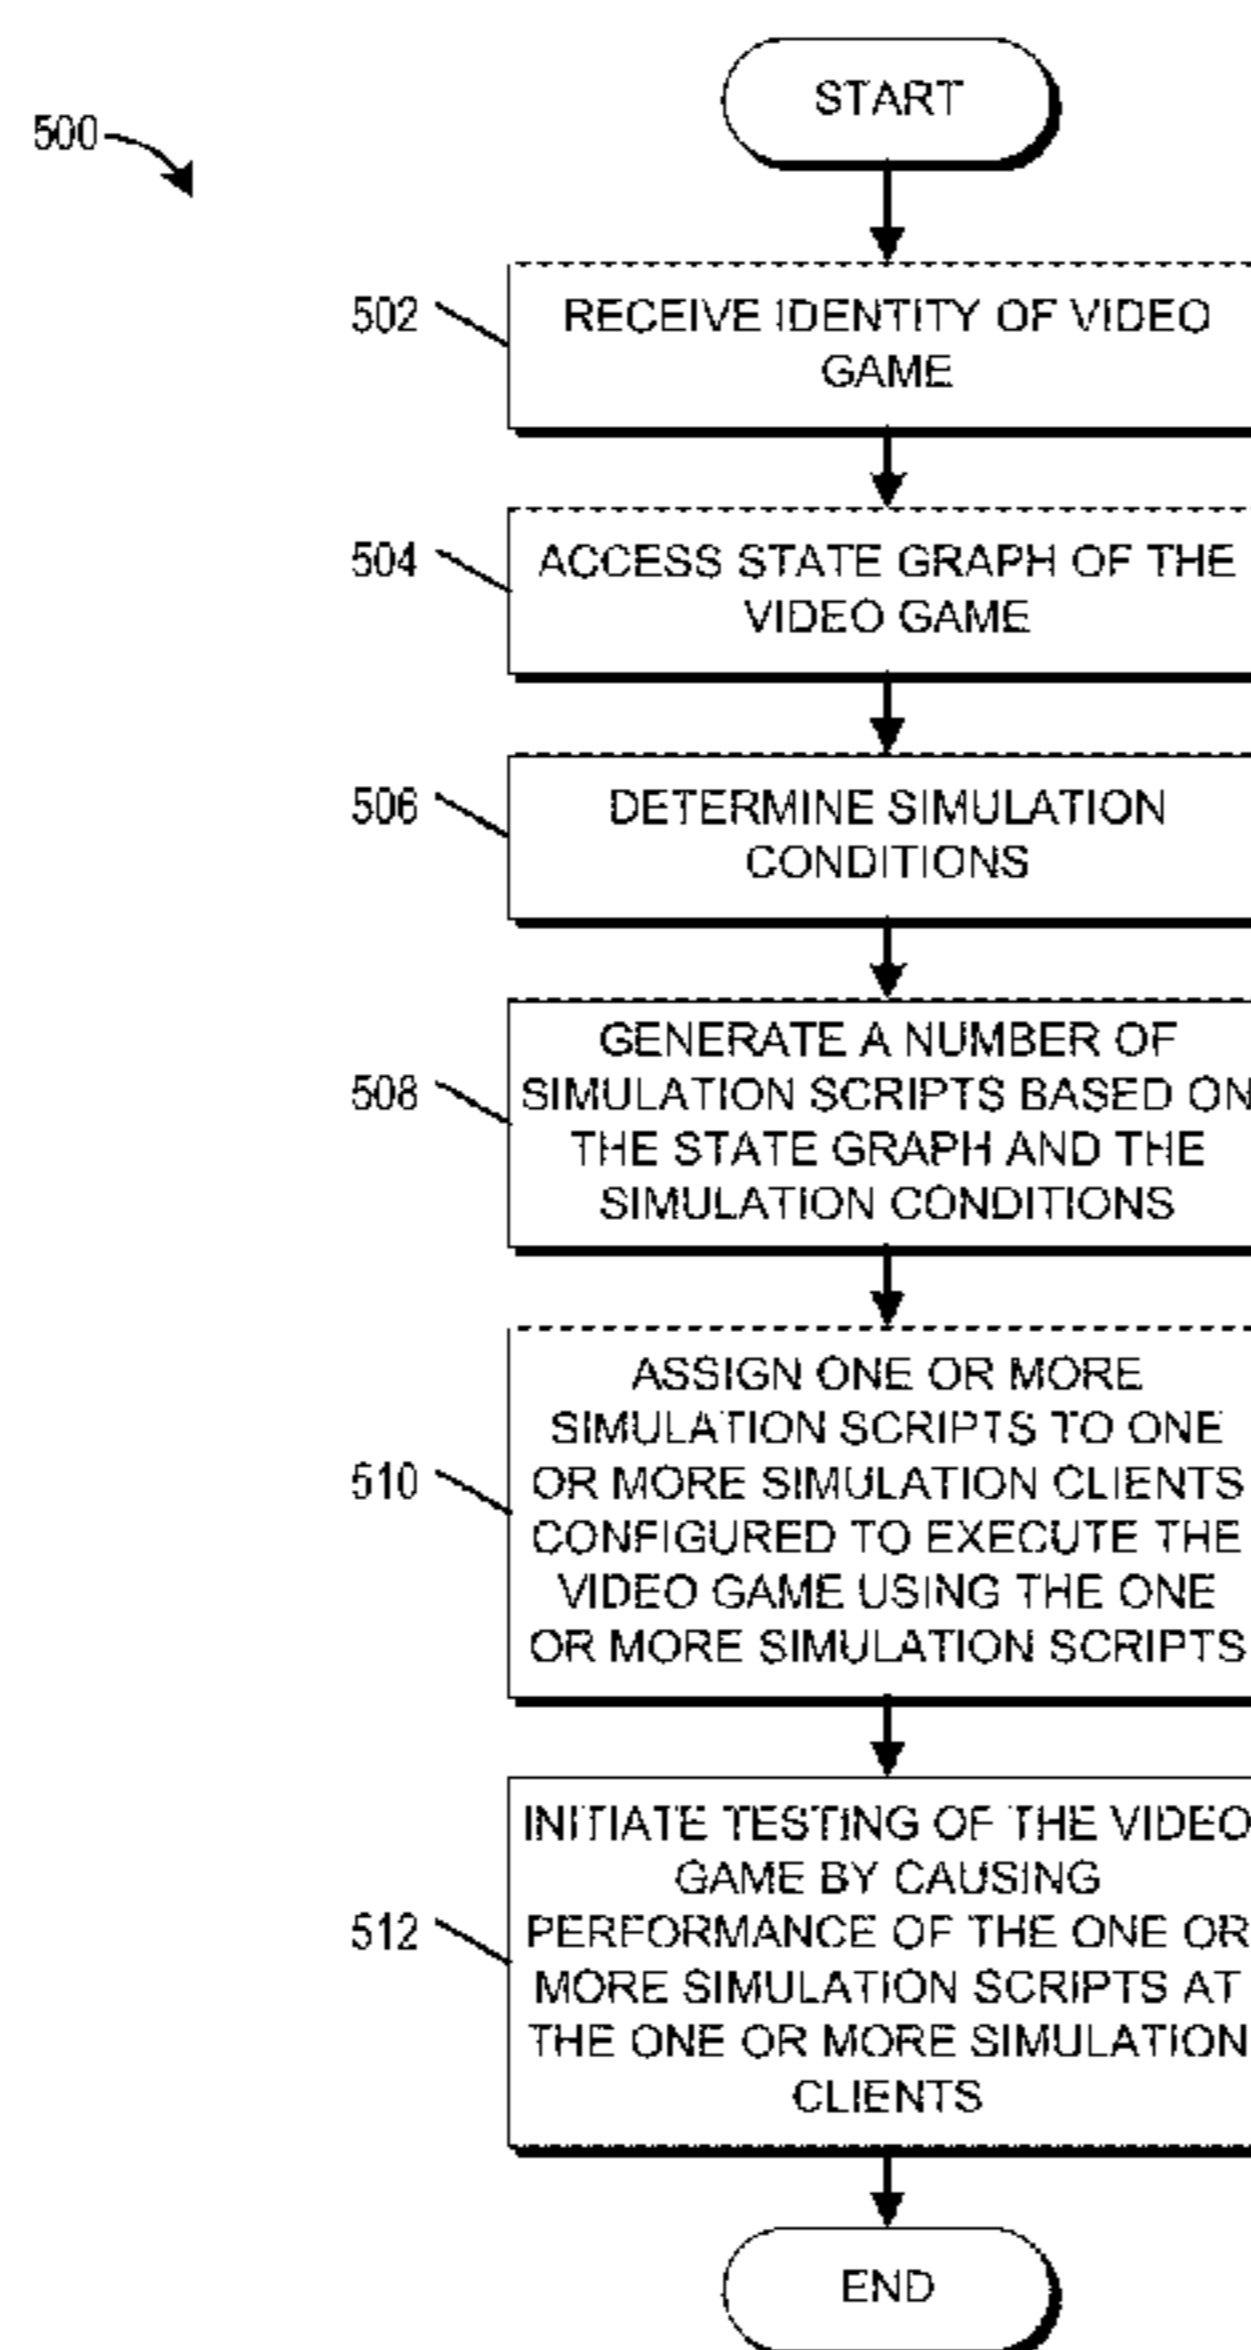 START
500
502
RECEIVE IDENTITY OF VIDEO
GAME
504
ACCESS STATE GRAPH OF THE
VIDEO GAME
506
DETERMINE SIMULATION
CONDITIONS
508
GENERATE A NUMBER OF
SIMULATION SCRIPTS BASED ON
THE STATE GRAPH AND THE
SIMULATION CONDITIONS
510
ASSIGN ONE OR MORE
SIMULATION SCRIPTS TO ONE
OR MORE SIMULATION CLIENTS
CONFIGURED TO EXECUTE THE
VIDEO GAME USING THE ONE
OR MORE SIMULATION SCRIPTS
512
INITIATE TESTING OF THE VIDEO
GAME BY CAUSING
PERFORMANCE OF THE ONE OR
MORE SIMULATION SCRIPTS AT
THE ONE OR MORE SIMULATION
CLIENTS
END